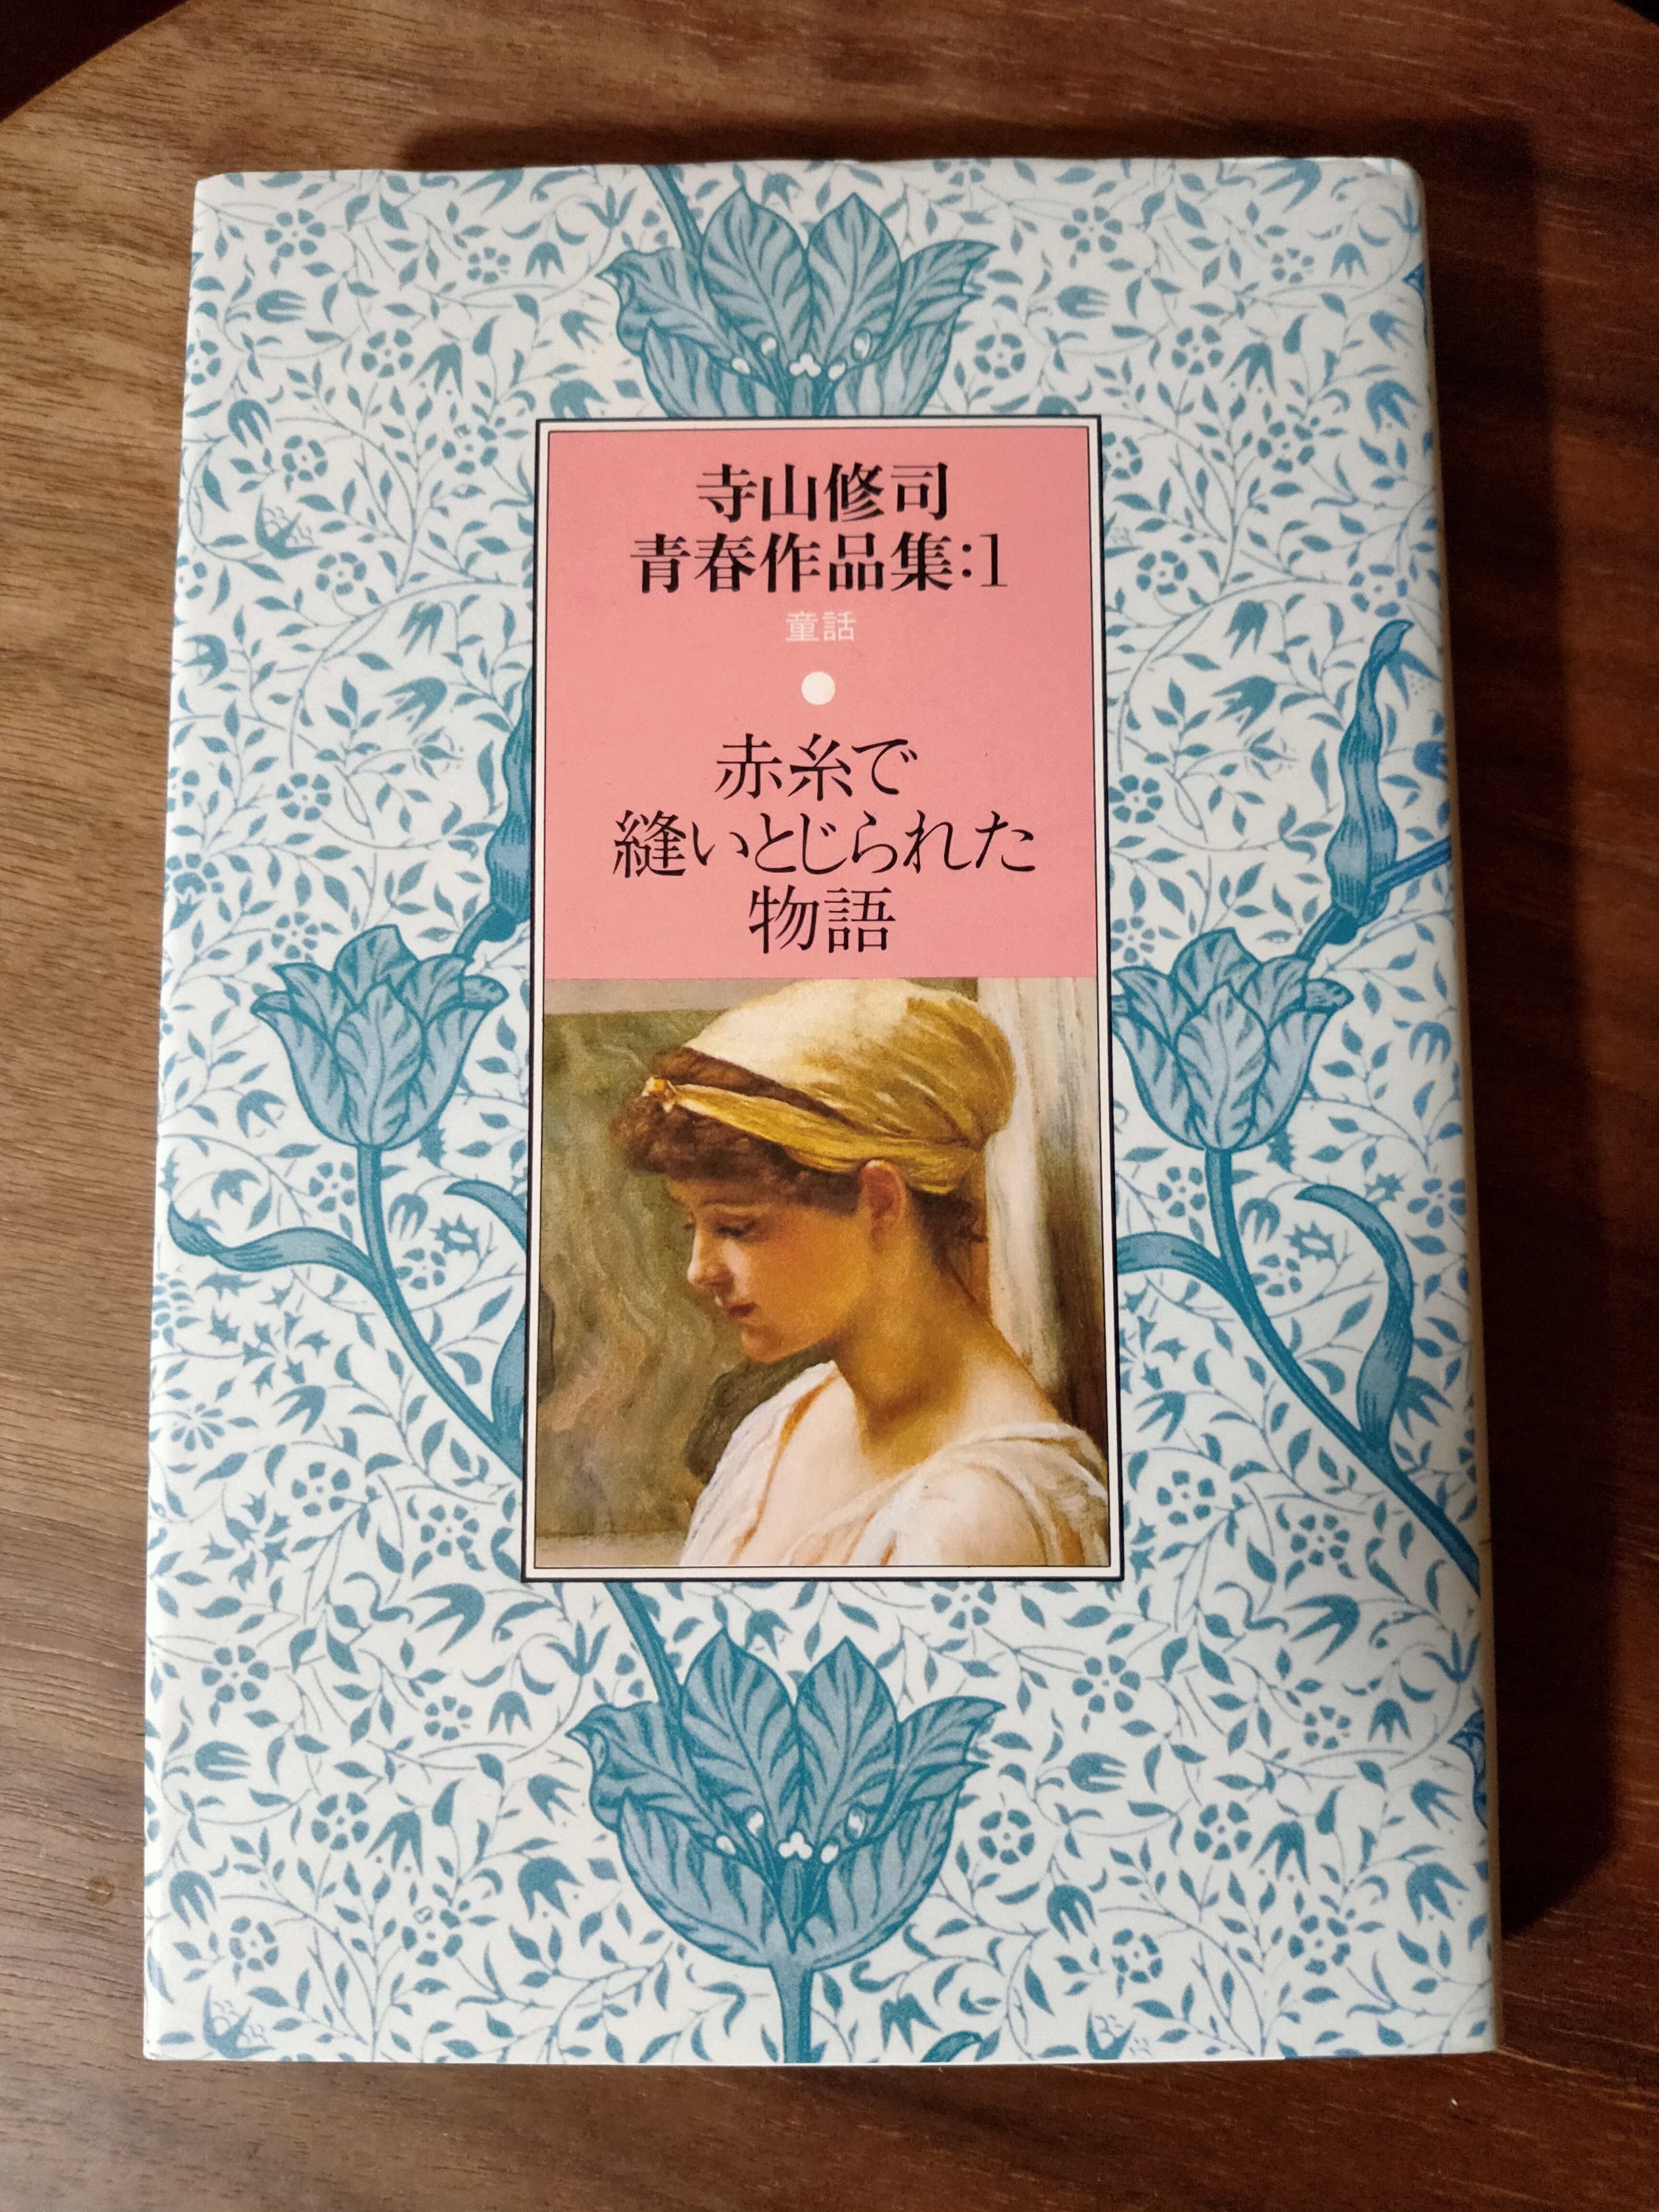 寺山修司
青春作品集:1
童話
赤糸で
縫いとじられた
物語